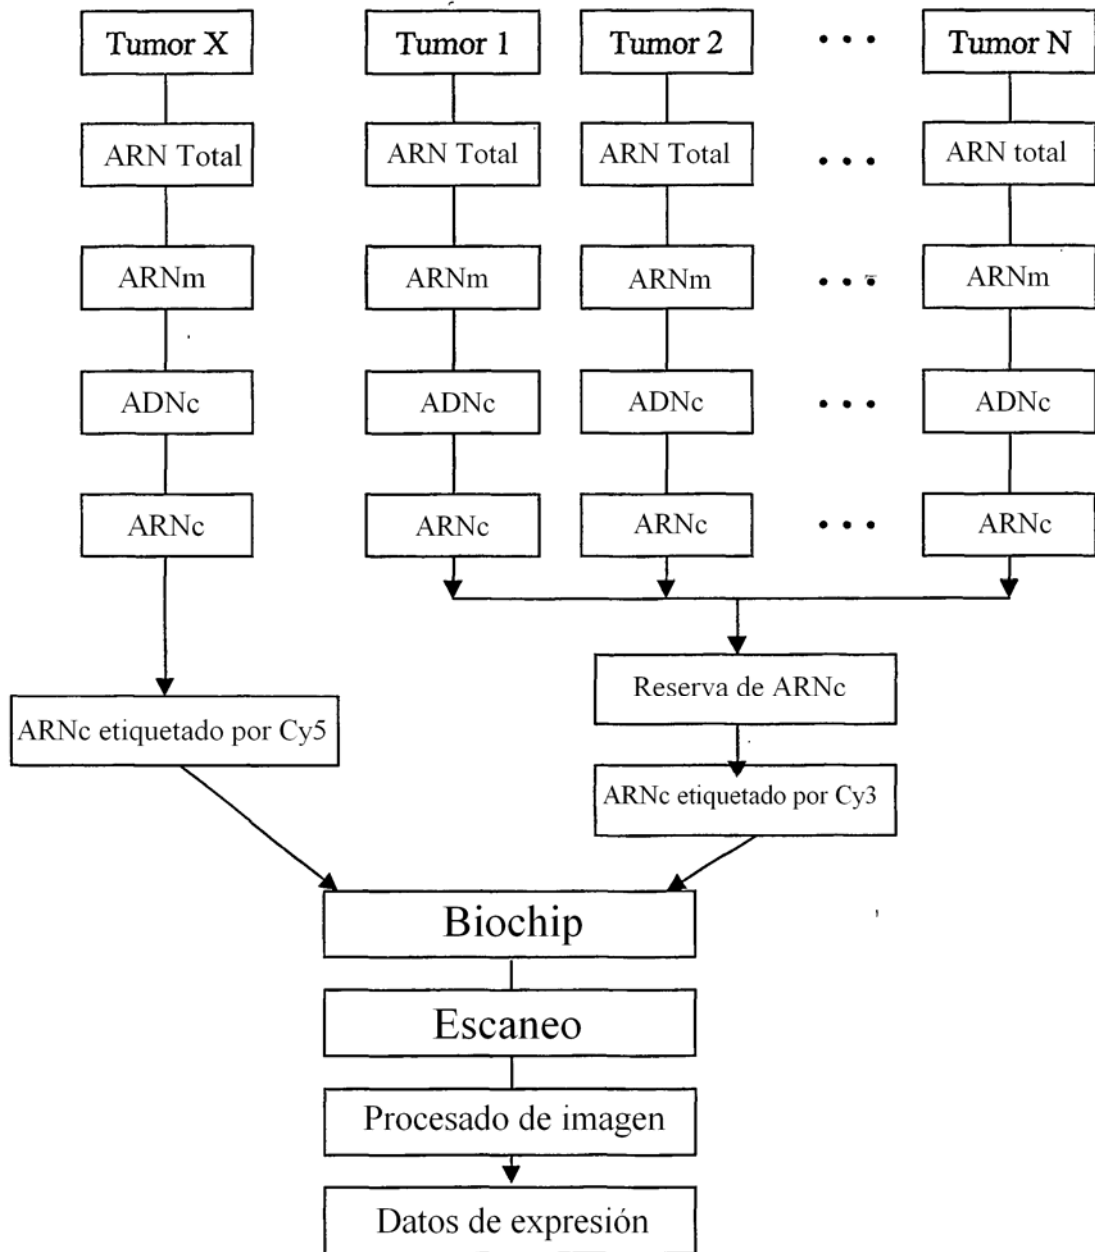 Tumor X
Tumor 1
Tumor 2
• • •
Tumor N
ARN Total
ARN Total
ARN Total
• • •
ARN total
ARNm
ARNm
ARNm
• • •
ARNm
ADNc
ADNc
ADNc
• • •
ADNc
ARNc
ARNc
ARNc
• • •
ARNc
Reserva de ARNc
ARNc etiquetado por Cy5
ARNc etiquetado por Cy3
Biochip
Escaneo
Procesado de imagen
Datos de expresión